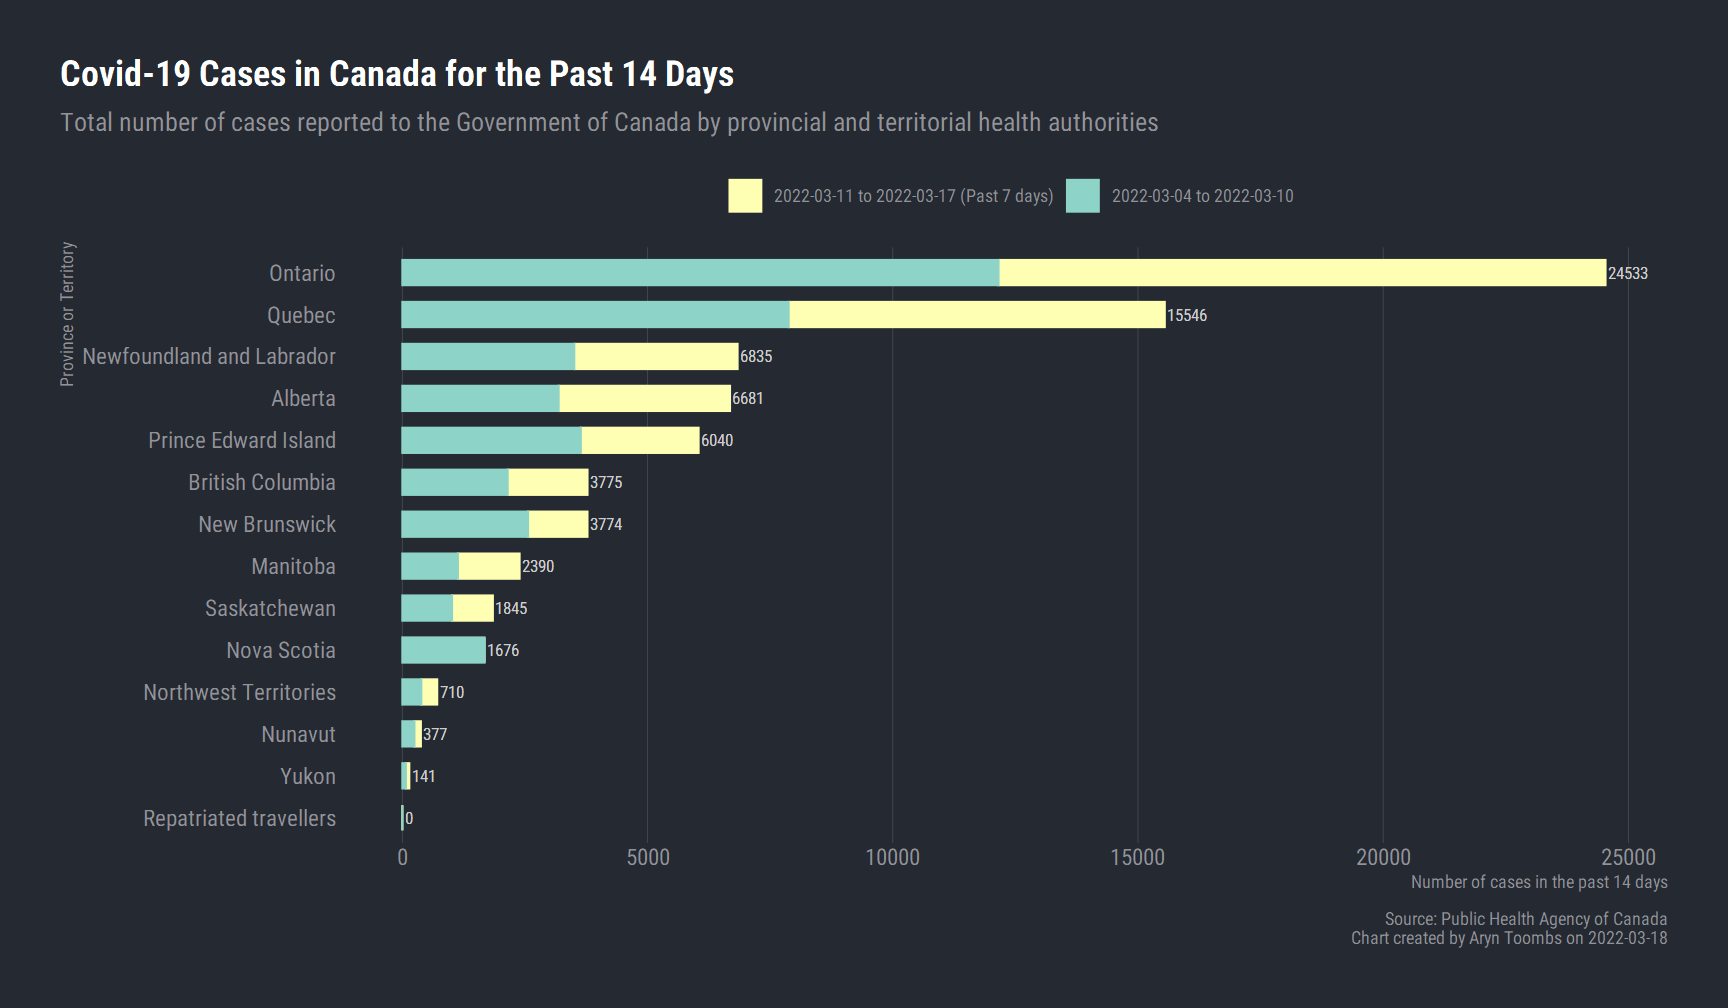 Covid-19 Cases in Canada for the Past 14 Days
Total number of cases reported to the Government of Canada by provincial and territorial health authorities
2022-03-11 to 2022-03-17 (Past 7 days) 2022-03-04 to 2022-03-10
Province or Territory
Ontario 24533
Quebec 15546
Newfoundland and Labrador 6835
Alberta 6681
Prince Edward Island 6040
British Columbia 3775
New Brunswick 3774
Manitoba 2390
Saskatchewan 1845
Nova Scotia 1676
Northwest Territories 710
Nunavut 377
Yukon 141
Repatriated travellers 0
0 5000 10000 15000 20000 25000
Number of cases in the past 14 days
Source: Public Health Agency of Canada
Chart created by Aryn Toombs on 2022-03-18